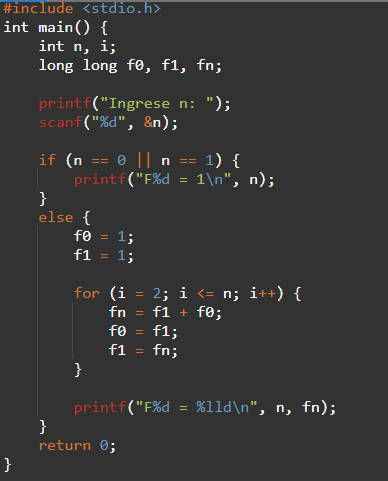 #include <stdio.h>
int main() {
    int n, i;
    long long f0, f1, fn;

    printf("Ingrese n: ");
    scanf("%d", &n);

    if (n == 0 || n == 1) {
        printf("F%d = 1\n", n);
    }
    else {
        f0 = 1;
        f1 = 1;

        for (i = 2; i <= n; i++) {
            fn = f1 + f0;
            f0 = f1;
            f1 = fn;
        }

        printf("F%d = %lld\n", n, fn);
    }
    return 0;
}